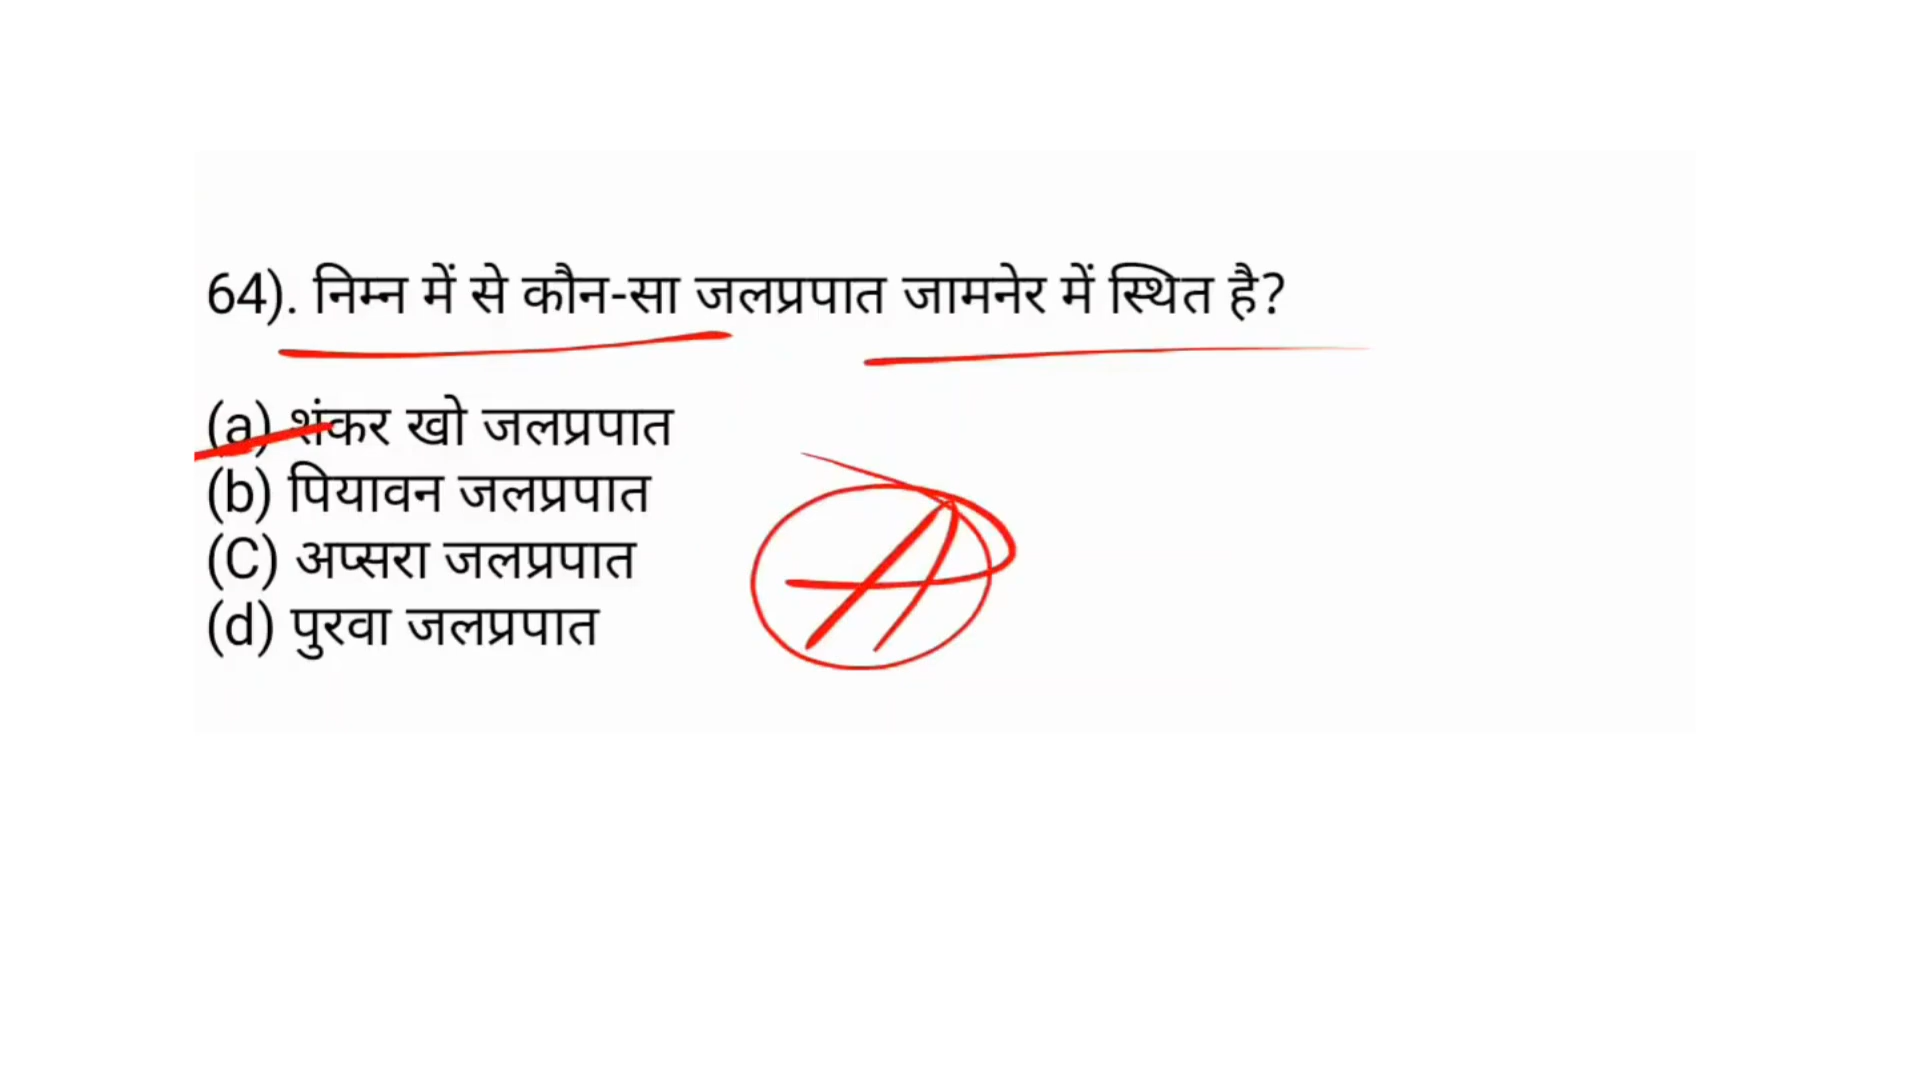 64). निम्न में से कौन-सा जलप्रपात जामनेर में स्थित है?
(a) शंकर खो जलप्रपात
(b) पियावन जलप्रपात
(C) अप्सरा जलप्रपात
(d) पुरवा जलप्रपात
A